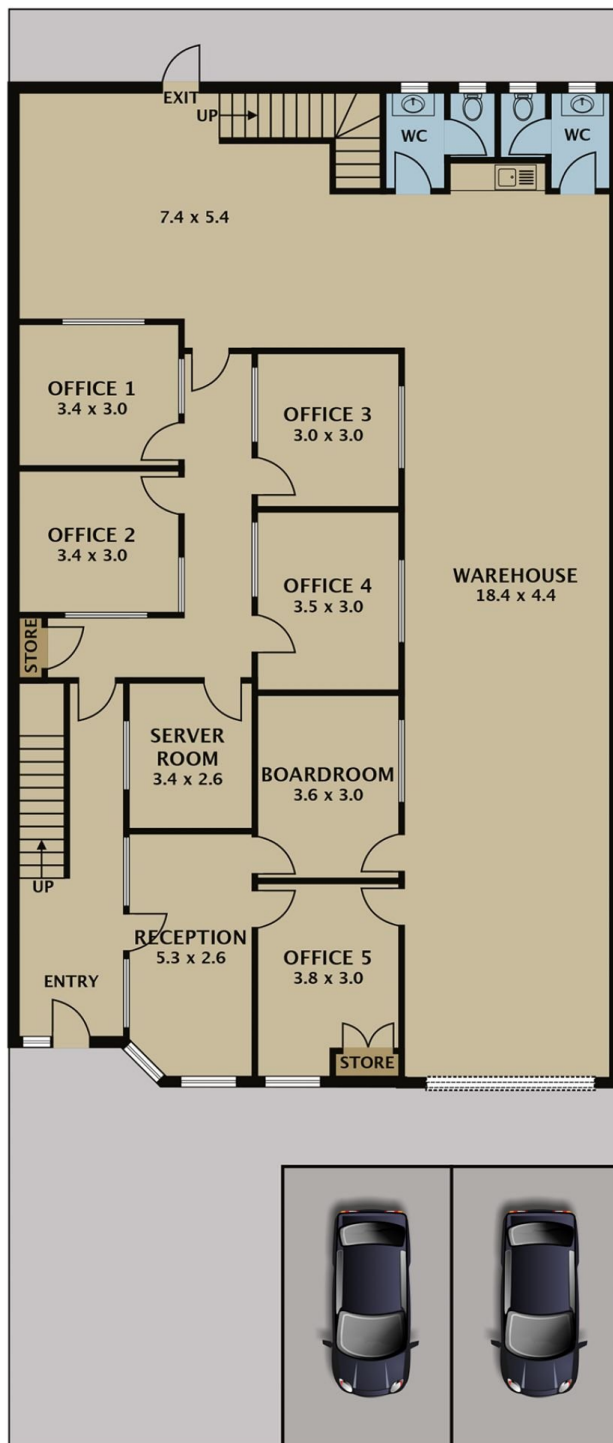 EXIT
UP
WC
WC
7.4 x 5.4
OFFICE 1
3.4 x 3.0
OFFICE 3
3.0 x 3.0
OFFICE 2
3.4 x 3.0
OFFICE 4
3.5 x 3.0
WAREHOUSE
18.4 x 4.4
STORE
SERVER
ROOM
3.4 x 2.6
BOARDROOM
3.6 x 3.0
UP
RECEPTION
5.3 x 2.6
OFFICE 5
3.8 x 3.0
ENTRY
STORE